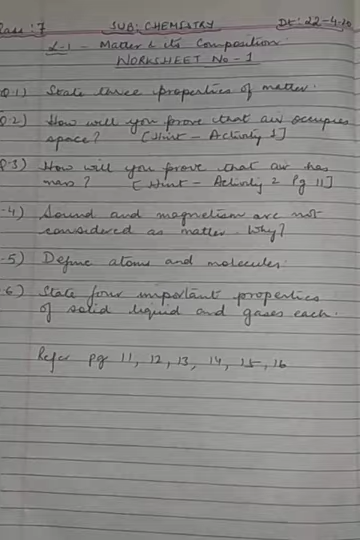 Class: 7 SUB: CHEMISTRY Dt: 22-4-20
L-1 - Matter & its Composition
WORKSHEET No - 1
Q.1) State three properties of matter.
Q.2) How will you prove that air occupies
space? [Hint - Activity 1]
Q.3) How will you prove that air has
mass? [Hint - Activity 2 Pg 11]
-4) Sound and magnetism are not
considered as matter. Why?
-5) Define atoms and molecules.
-6) State four important properties
of solid liquid and gases each.
Refer pg 11, 12, 13, 14, 15, 16